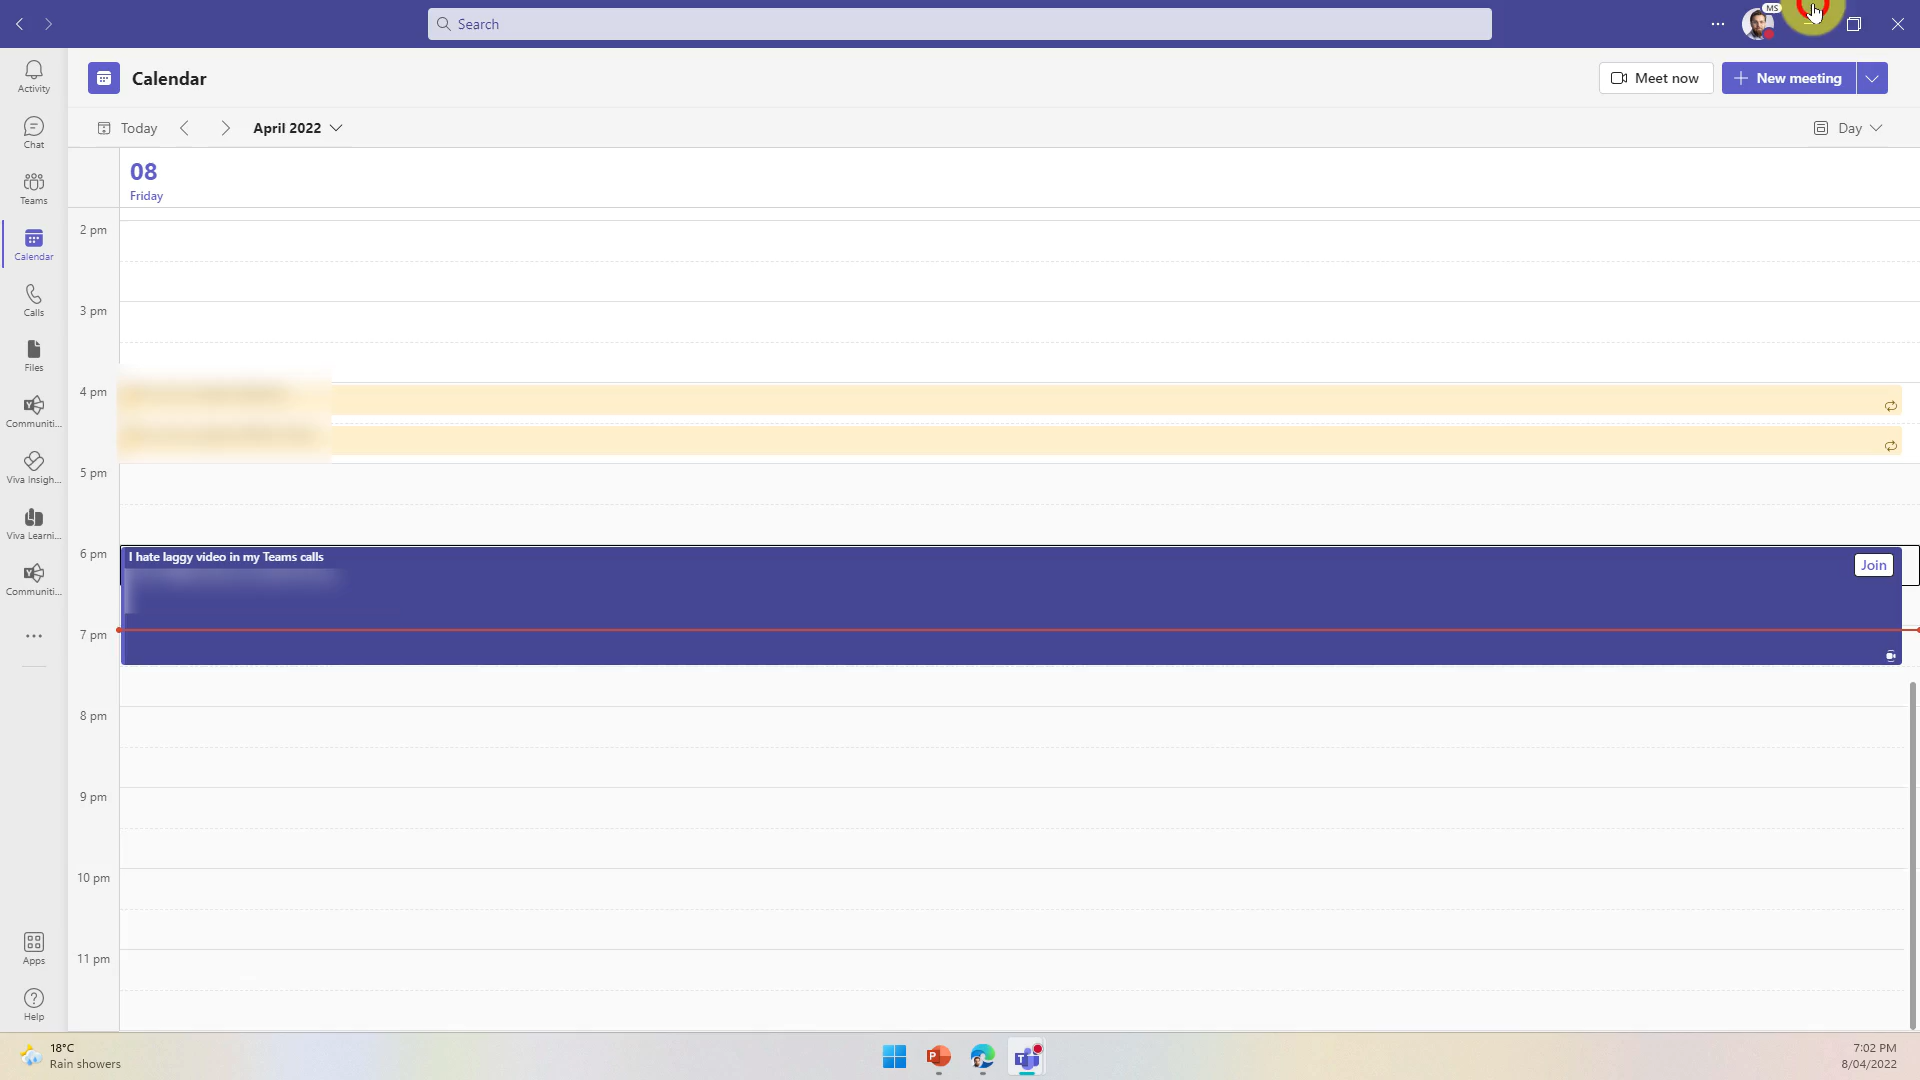 Search
MS
Activity
Chat
Teams
Calendar
Calls
Files
Communiti...
Viva Insigh...
Viva Learni...
Communiti...
Apps
Help
Calendar
Meet now
New meeting
Today
April 2022
Day
08
Friday
2 pm
3 pm
4 pm
5 pm
6 pm
I hate laggy video in my Teams calls
Join
7 pm
8 pm
9 pm
10 pm
11 pm
18°C
Rain showers
7:02 PM
8/04/2022